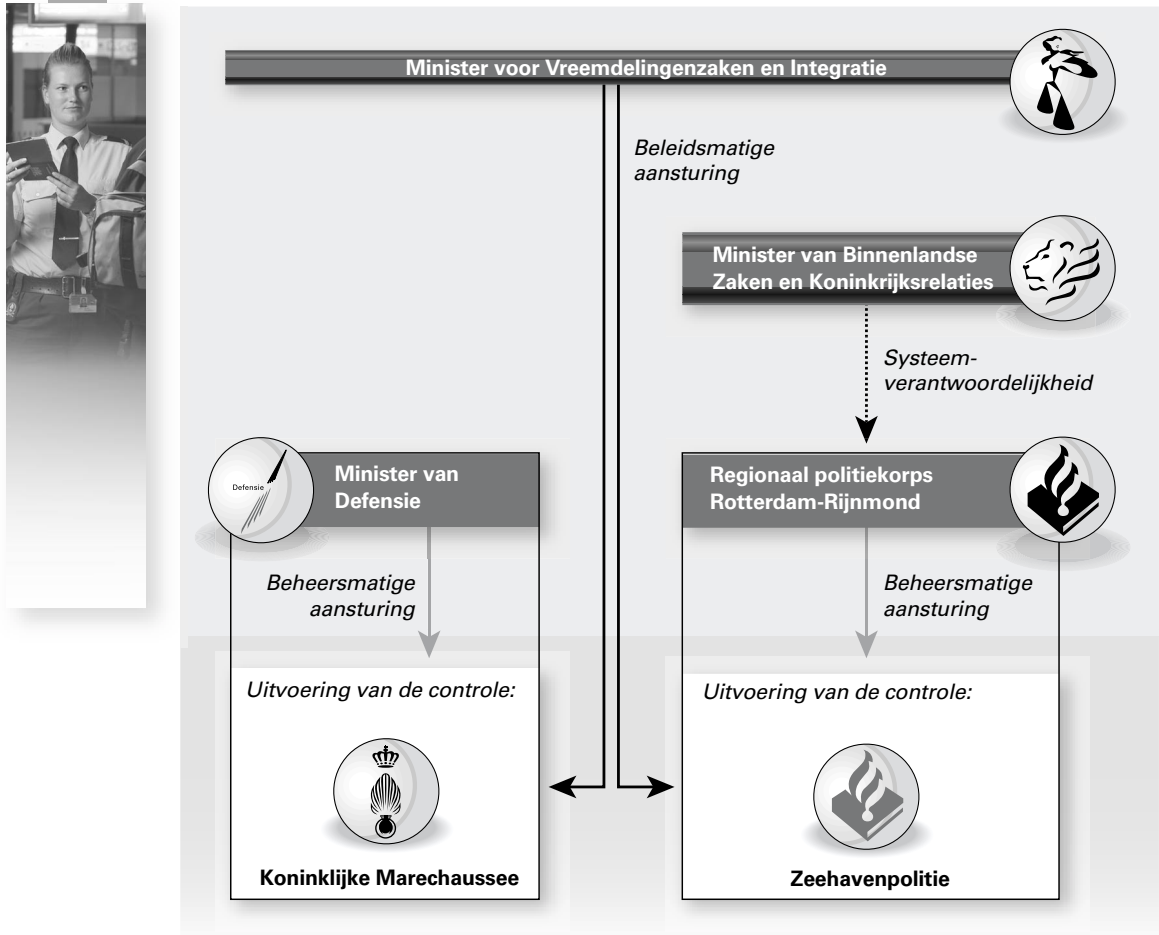 Minister voor Vreemdelingenzaken en Integratie
Beleidsmatige
aansturing
Minister van Binnenlandse
Zaken en Koninkrijksrelaties
Systeem-
verantwoordelijkheid
Defensie
Minister van
Defensie
Regionaal politiekorps
Rotterdam-Rijnmond
Beheersmatige
aansturing
Beheersmatige
aansturing
Uitvoering van de controle:
Uitvoering van de controle:
Koninklijke Marechaussee
Zeehavenpolitie